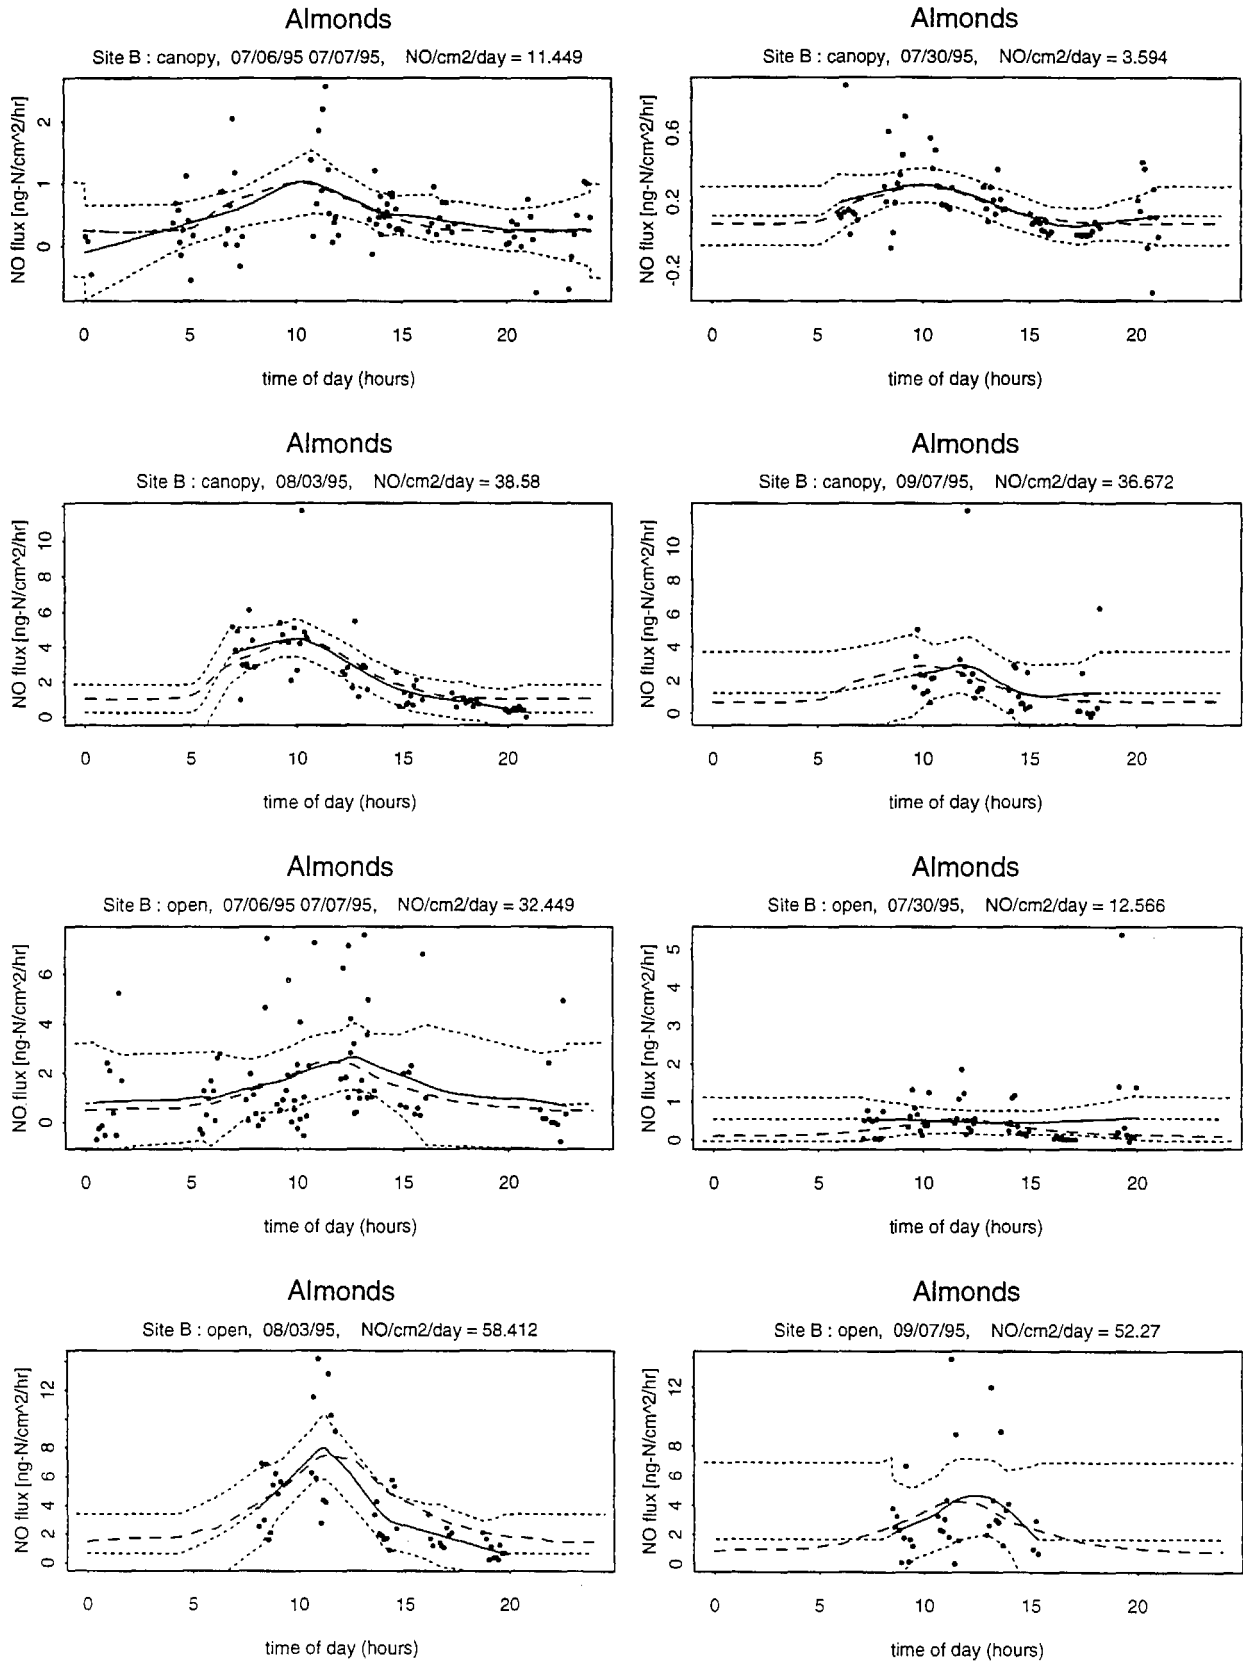 Almonds
Site B : canopy, 07/06/95 07/07/95, NO/cm2/day = 11.449
NO flux [ng-N/cm^2/hr]
2
1
0
0 5 10 15 20
time of day (hours)
Almonds
Site B : canopy, 07/30/95, NO/cm2/day = 3.594
NO flux [ng-N/cm^2/hr]
0.6
0.2
-0.2
0 5 10 15 20
time of day (hours)
Almonds
Site B : canopy, 08/03/95, NO/cm2/day = 38.58
NO flux [ng-N/cm^2/hr]
10
8
6
4
2
0
0 5 10 15 20
time of day (hours)
Almonds
Site B : canopy, 09/07/95, NO/cm2/day = 36.672
NO flux [ng-N/cm^2/hr]
10
8
6
4
2
0
0 5 10 15 20
time of day (hours)
Almonds
Site B : open, 07/06/95 07/07/95, NO/cm2/day = 32.449
NO flux [ng-N/cm^2/hr]
6
4
2
0
0 5 10 15 20
time of day (hours)
Almonds
Site B : open, 07/30/95, NO/cm2/day = 12.566
NO flux [ng-N/cm^2/hr]
5
4
3
2
1
0
0 5 10 15 20
time of day (hours)
Almonds
Site B : open, 08/03/95, NO/cm2/day = 58.412
NO flux [ng-N/cm^2/hr]
12
8
6
4
2
0
0 5 10 15 20
time of day (hours)
Almonds
Site B : open, 09/07/95, NO/cm2/day = 52.27
NO flux [ng-N/cm^2/hr]
12
8
6
4
2
0
0 5 10 15 20
time of day (hours)